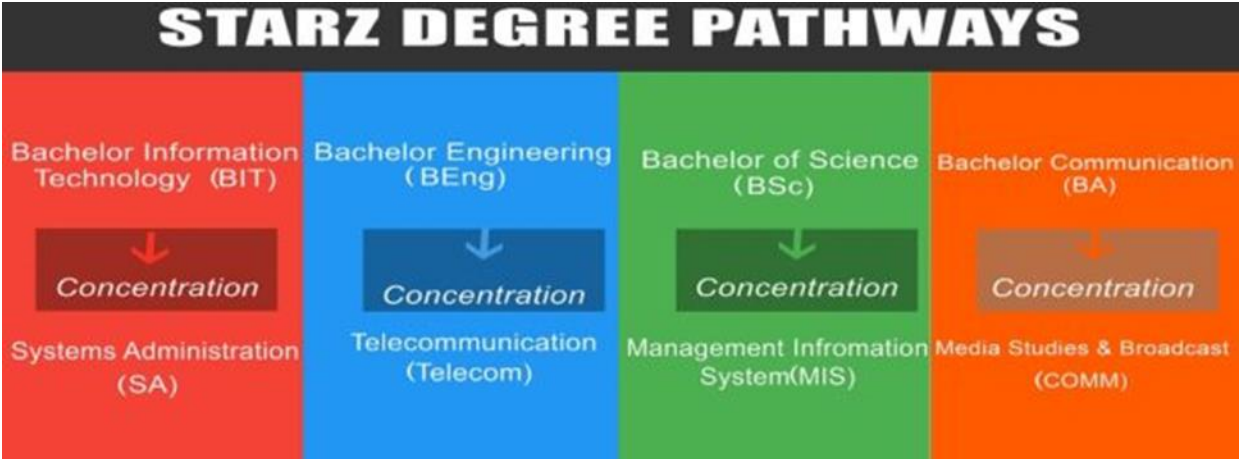 STARZ DEGREE PATHWAYS
Bachelor Information
Technology (BIT)
Concentration
Systems Administration
(SA)
Bachelor Engineering
(BEng)
Concentration
Telecommunication
(Telecom)
Bachelor of Science
(BSc)
Concentration
Management Infromation
System(MIS)
Bachelor Communication
(BA)
Concentration
Media Studies & Broadcast
(COMM)